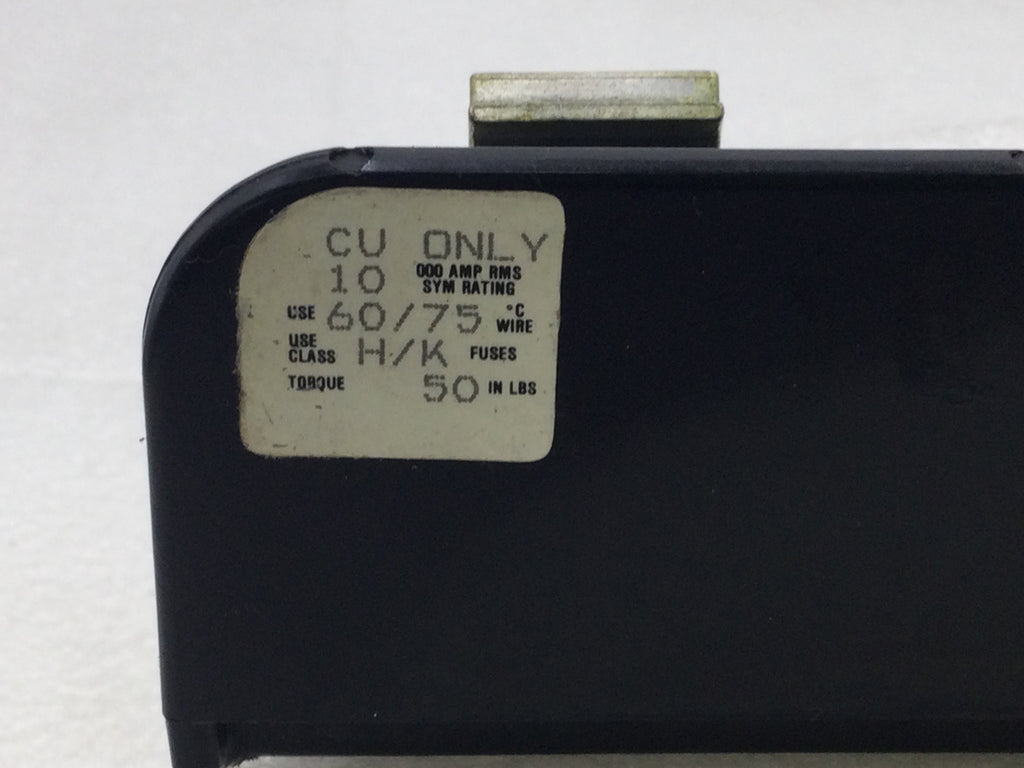 CU ONLY
10 000 AMP RMS
SYM RATING
USE 60/75 °C
WIRE
USE
CLASS H/K FUSES
TORQUE 50 IN LBS